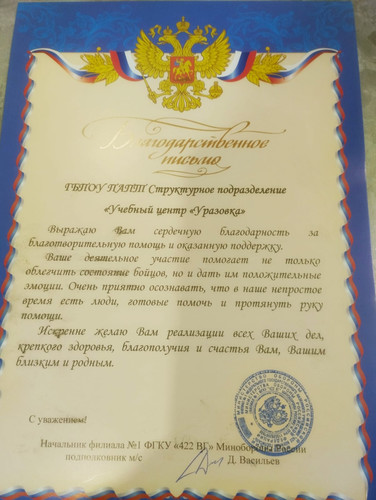 Благодарственное
письмо
ГБПОУ ПАПТ Структурное подразделение
«Учебный центр «Уразовка»
Выражаю Вам сердечную благодарность за
благотворительную помощь и оказанную поддержку.
Ваше деятельное участие помогает не только
облегчить состояние бойцов, но и дать им положительные
эмоции. Очень приятно осознавать, что в наше непростое
время есть люди, готовые помочь и протянуть руку
помощи.
Искренне желаю Вам реализации всех Ваших дел,
крепкого здоровья, благополучия и счастья Вам, Вашим
близким и родным.
С уважением!
Начальник филиала №1 ФГКУ «422 ВГ» Минобороны России
подполковник м/с Д. Васильев